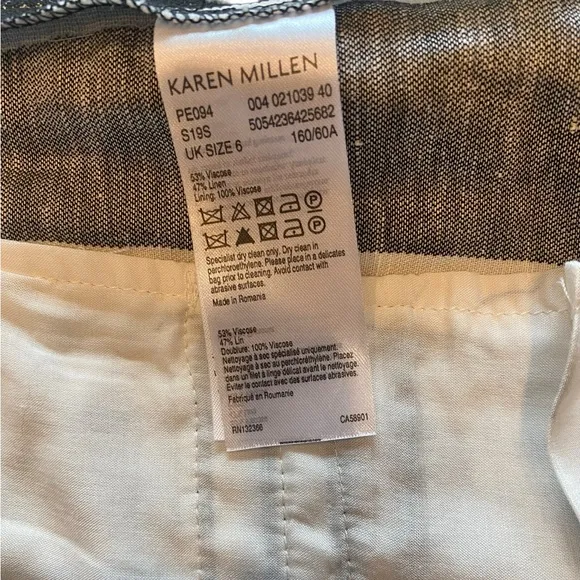 KAREN MILLEN
PE094 004 021039 40
S19S 5054236425682
UK SIZE 6 160/60A
53% Viscose
47% Linen
Lining: 100% Viscose
Specialist dry clean only. Dry clean in
perchloroethylene. Please place in a delicates
bag prior to cleaning. Avoid contact with
abrasive surfaces.
Made in Romania
53% Viscose
47% Lin
Doublure: 100% Viscose
Nettoyage à sec spécialisé uniquement.
Nettoyage à sec au perchloroéthylène. Placez
dans un filet à linge délicat avant le nettoyage.
Eviter le contact avec des surfaces abrasives.
Fabriqué en Roumanie
RN132366 CA58901